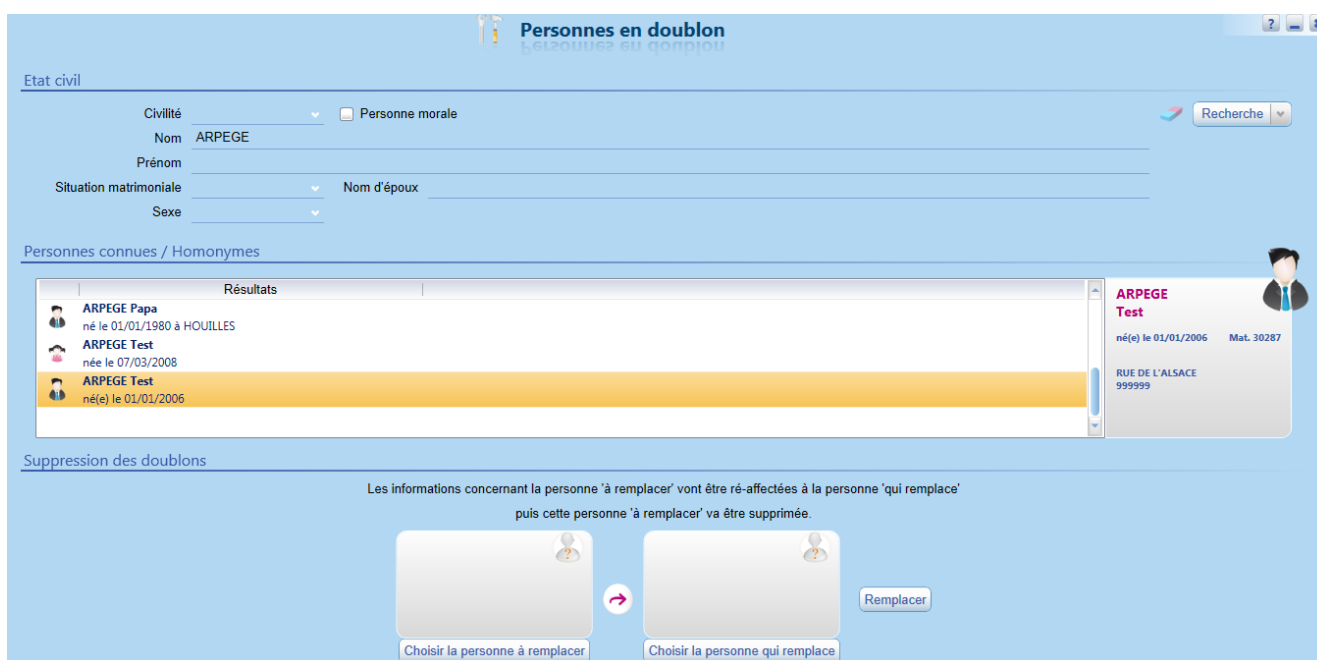 Personnes en doublon
?
Etat civil
Civilité
Personne morale
Recherche
Nom ARPEGE
Prénom
Situation matrimoniale
Nom d'époux
Sexe
Personnes connues / Homonymes
Résultats
ARPEGE Papa
né le 01/01/1980 à HOUILLES
ARPEGE Test
née le 07/03/2008
ARPEGE Test
né(e) le 01/01/2006
ARPEGE
Test
né(e) le 01/01/2006 Mat. 30287
RUE DE L'ALSACE
999999
Suppression des doublons
Les informations concernant la personne 'à remplacer' vont être ré-affectées à la personne 'qui remplace'
puis cette personne 'à remplacer' va être supprimée.
?
?
Remplacer
Choisir la personne à remplacer
Choisir la personne qui remplace